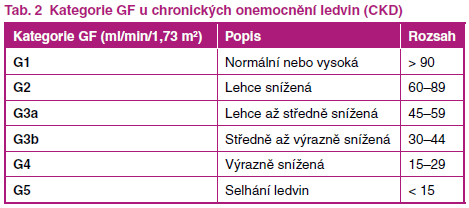 Tab. 2 Kategorie GF u chronických onemocnění ledvin (CKD)
Kategorie GF (ml/min/1,73 m²) Popis Rozsah
G1 Normální nebo vysoká > 90
G2 Lehce snížená 60–89
G3a Lehce až středně snížená 45–59
G3b Středně až výrazně snížená 30–44
G4 Výrazně snížená 15–29
G5 Selhání ledvin < 15